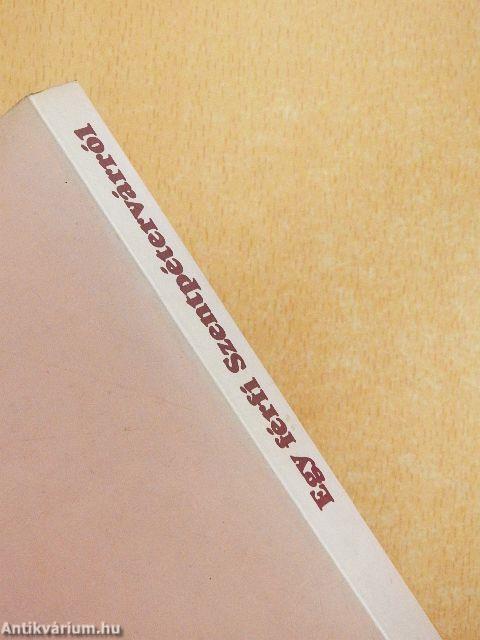 Egy férfi Szentpétervárról
Antikvárium.hu